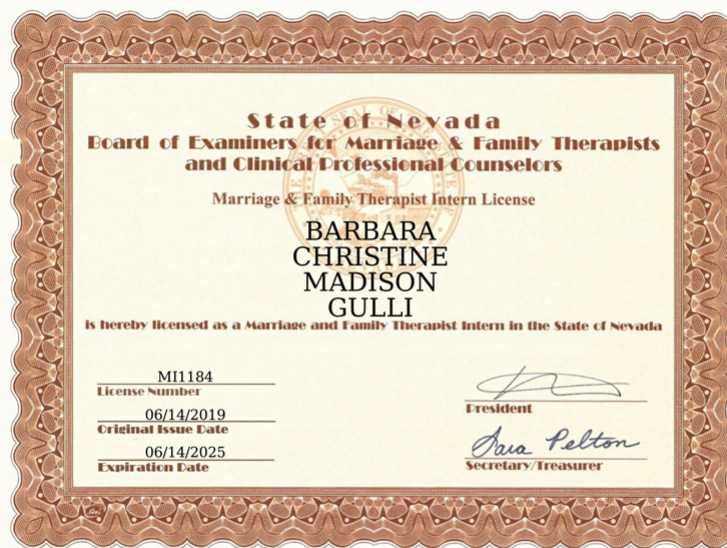 State of Nevada
Board of Examiners for Marriage & Family Therapists
and Clinical Professional Counselors
Marriage & Family Therapist Intern License
BARBARA
CHRISTINE
MADISON
GULLI
is hereby licensed as a Marriage and Family Therapist Intern in the State of Nevada
MI1184
License Number
06/14/2019
Original Issue Date
06/14/2025
Expiration Date
President
Sara Pelton
Secretary/Treasurer